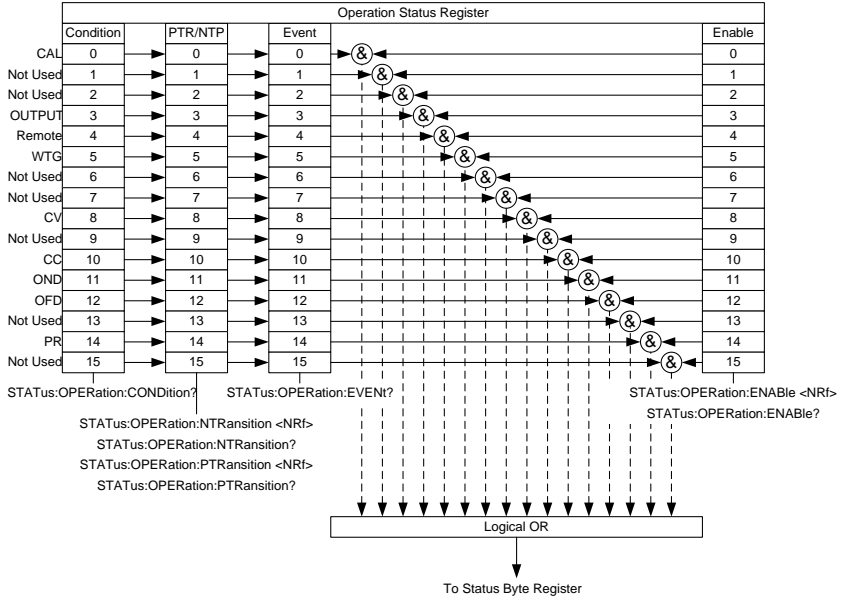 Operation Status Register
Condition PTR/NTP Event Enable
CAL 0 0 0 & 0
Not Used 1 1 1 & 1
Not Used 2 2 2 & 2
OUTPUT 3 3 3 & 3
Remote 4 4 4 & 4
WTG 5 5 5 & 5
Not Used 6 6 6 & 6
Not Used 7 7 7 & 7
CV 8 8 8 & 8
Not Used 9 9 9 & 9
CC 10 10 10 & 10
OND 11 11 11 & 11
OFD 12 12 12 & 12
Not Used 13 13 13 & 13
PR 14 14 14 & 14
Not Used 15 15 15 & 15
STATus:OPERation:CONDition? STATus:OPERation:EVENt? STATus:OPERation:ENABle <NRf>
STATus:OPERation:ENABle?
STATus:OPERation:NTRansition <NRf>
STATus:OPERation:NTRansition?
STATus:OPERation:PTRansition <NRf>
STATus:OPERation:PTRansition?
Logical OR
To Status Byte Register